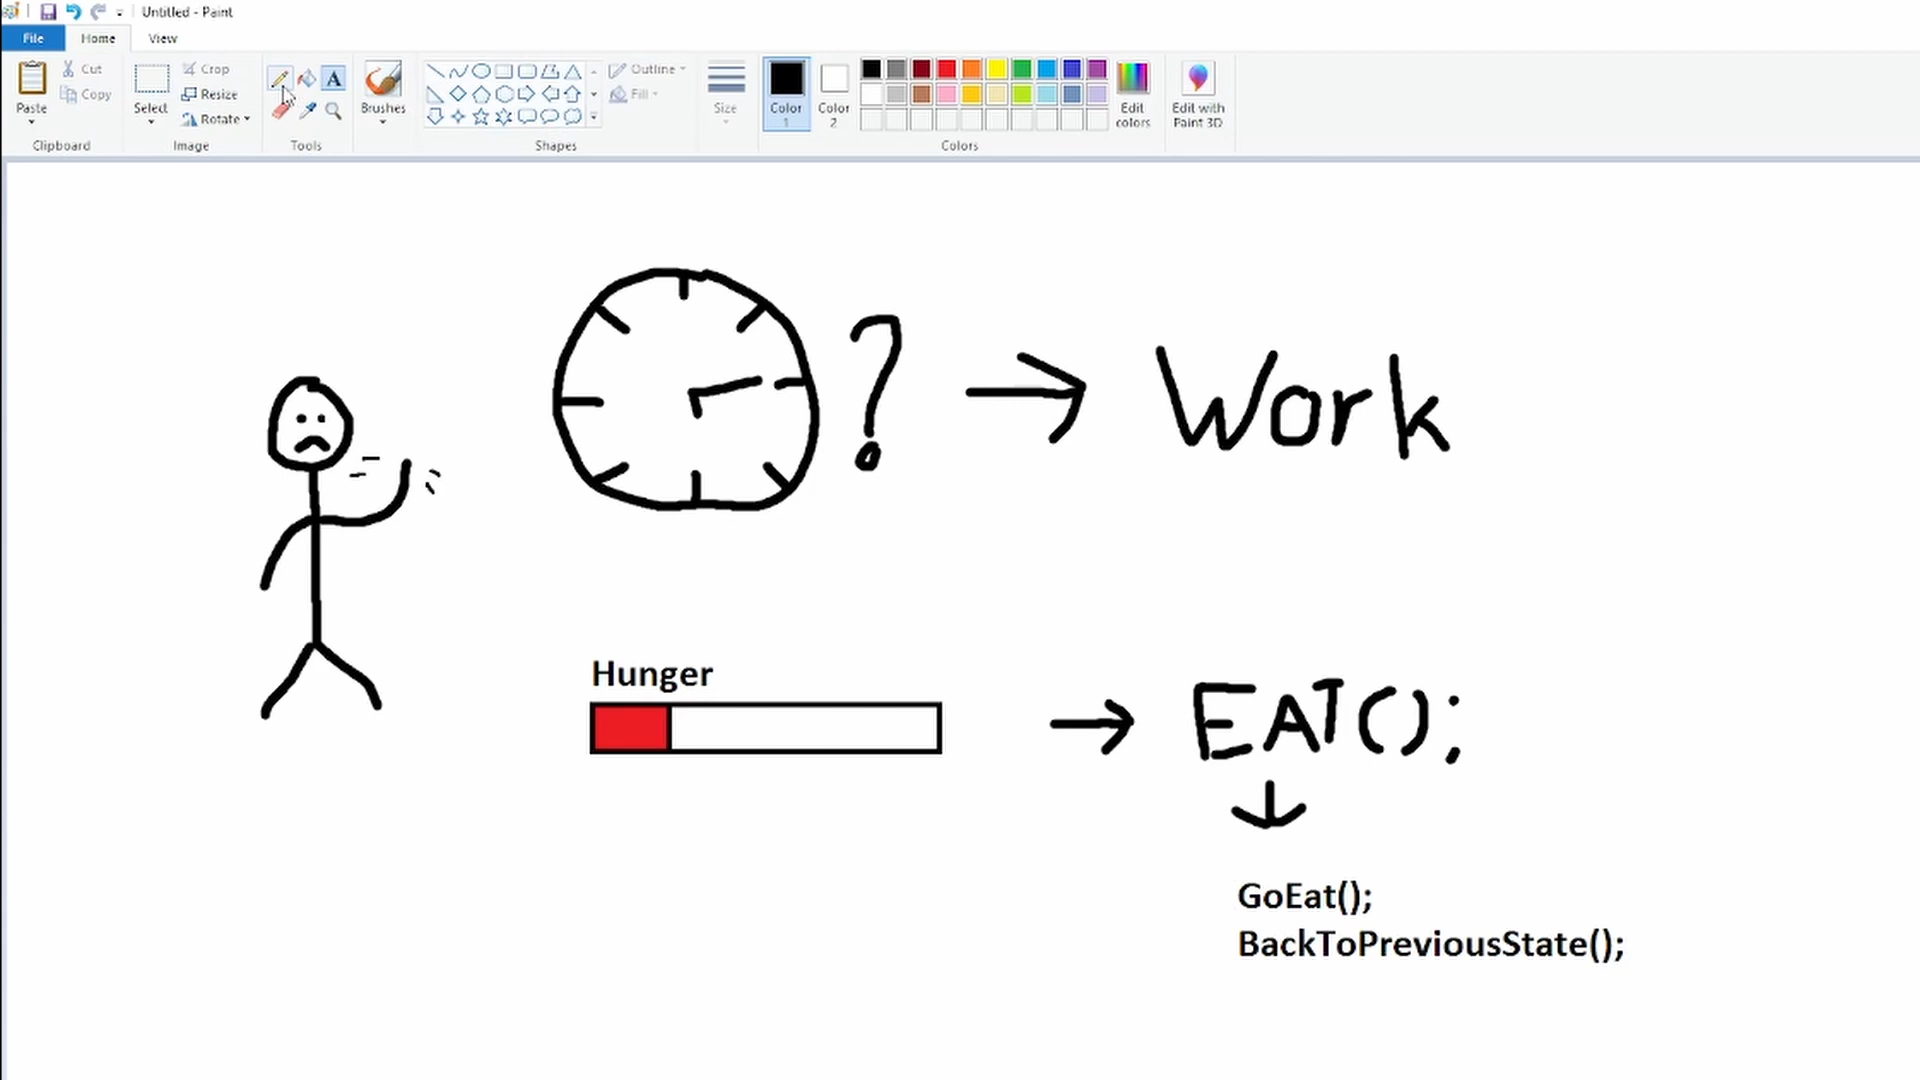 Untitled - Paint
File Home View
Paste
Cut
Copy
Clipboard
Select
Crop
Resize
Rotate
Image
A
Tools
Brushes
Outline
Fill
Shapes
Size
Color 1
Color 2
Edit colors
Colors
Edit with Paint 3D
? → Work
Hunger
→ EAT();
GoEat();
BackToPreviousState();